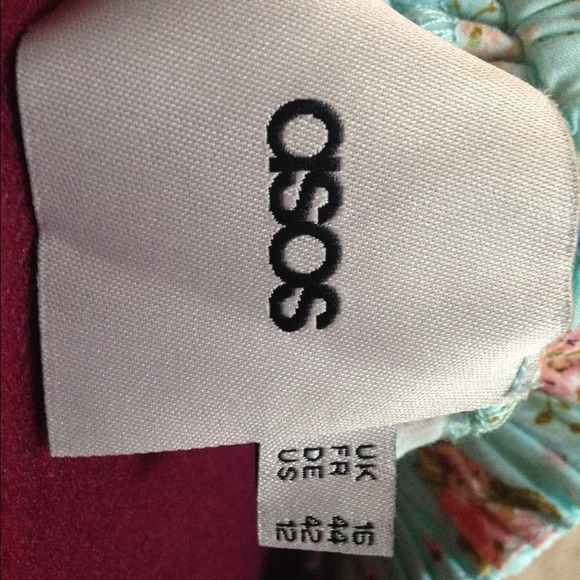 asos
UK 16
FR 44
DE 42
US 12